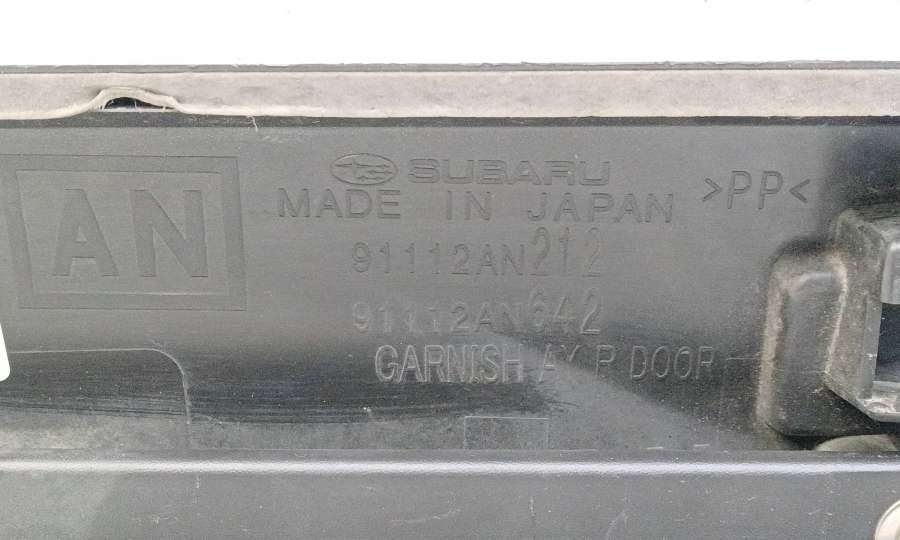 AN
SUBARU
MADE IN JAPAN >PP<
91112AN212
91112AN642
GARNISH AY R DOOR